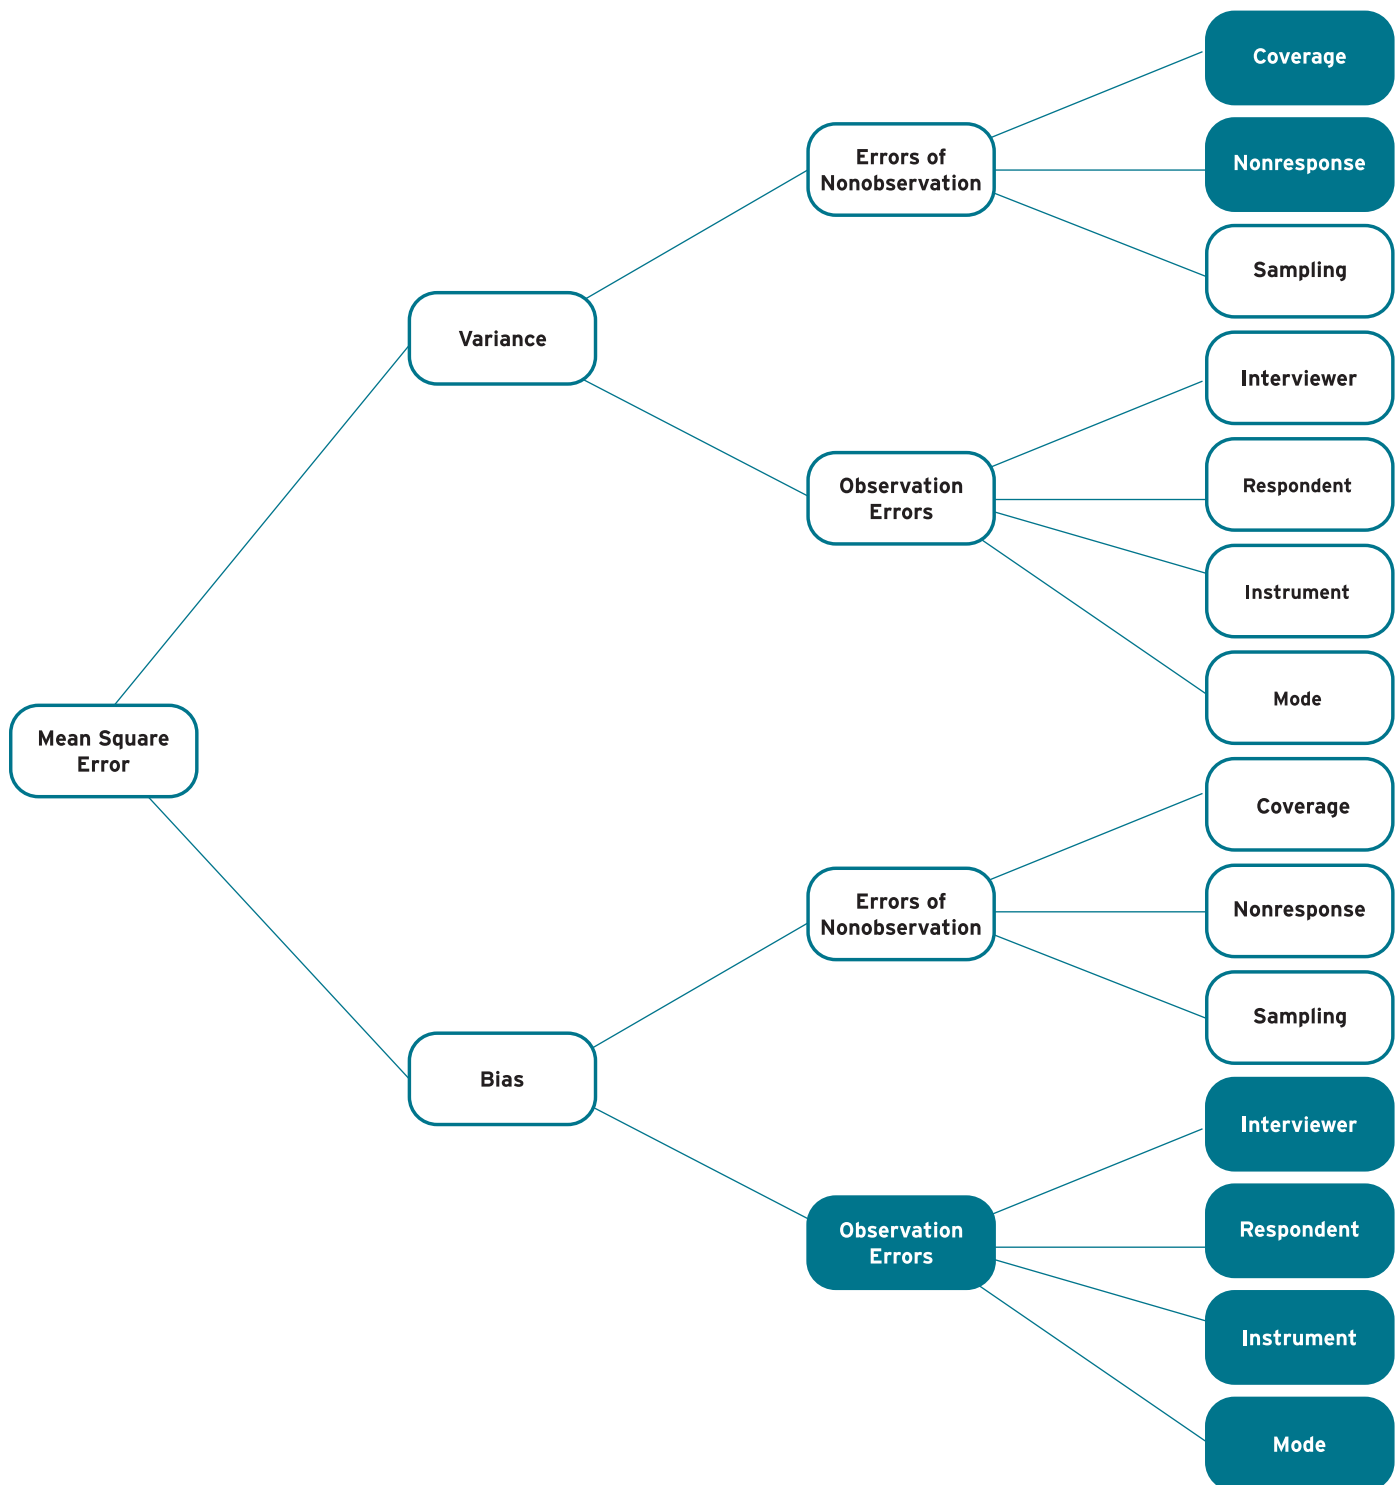 Coverage
Errors of
Nonobservation
Nonresponse
Sampling
Variance
Interviewer
Observation
Errors
Respondent
Instrument
Mode
Mean Square
Error
Coverage
Errors of
Nonobservation
Nonresponse
Sampling
Bias
Interviewer
Observation
Errors
Respondent
Instrument
Mode